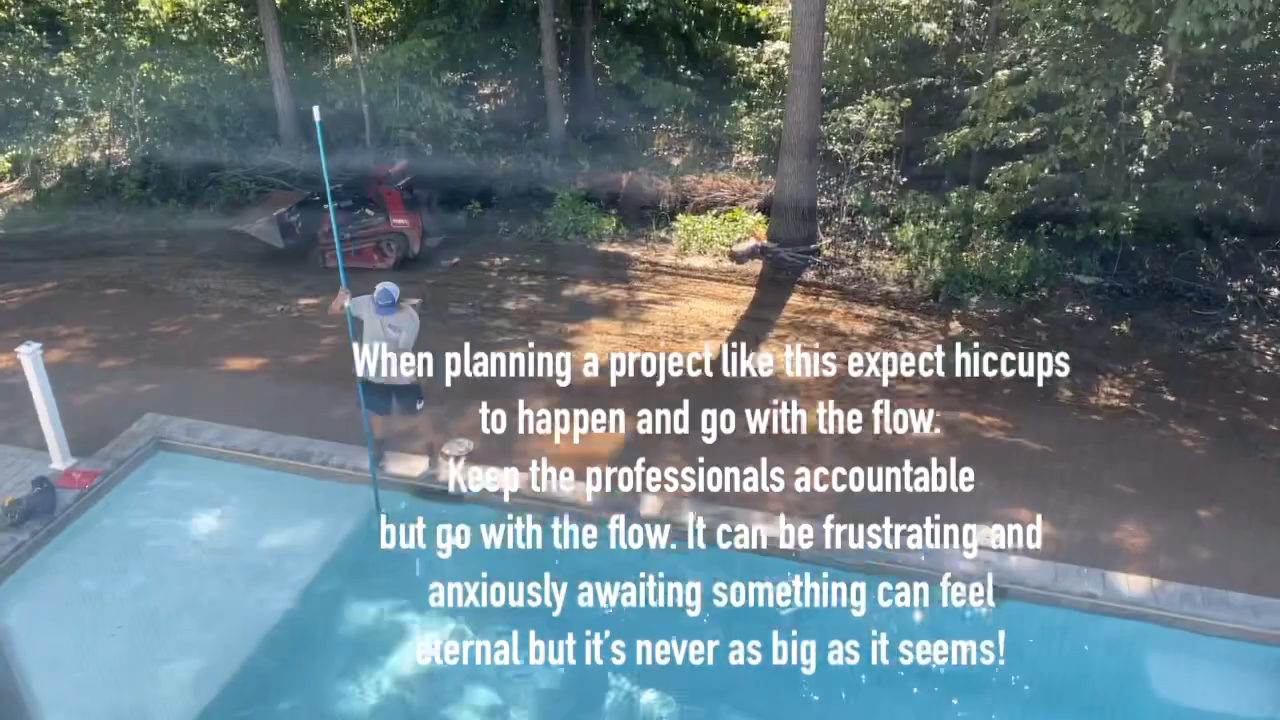 When planning a project like this expect hiccups
to happen and go with the flow.
Keep the professionals accountable
but go with the flow. It can be frustrating and
anxiously awaiting something can feel
eternal but it's never as big as it seems!